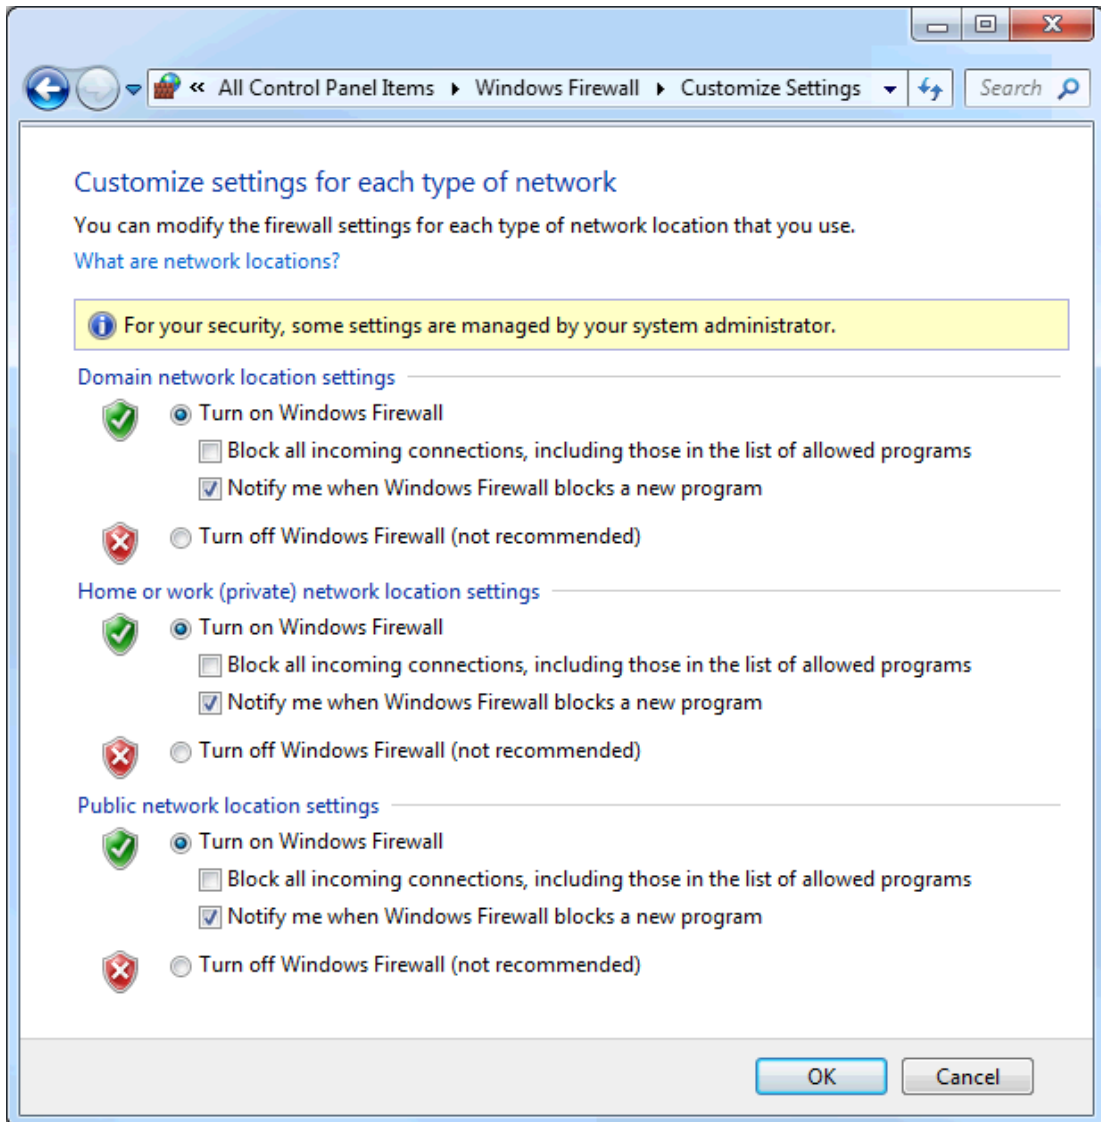 « All Control Panel Items ▸ Windows Firewall ▸ Customize Settings Search
Customize settings for each type of network
You can modify the firewall settings for each type of network location that you use.
What are network locations?
For your security, some settings are managed by your system administrator.
Domain network location settings
Turn on Windows Firewall
Block all incoming connections, including those in the list of allowed programs
Notify me when Windows Firewall blocks a new program
Turn off Windows Firewall (not recommended)
Home or work (private) network location settings
Turn on Windows Firewall
Block all incoming connections, including those in the list of allowed programs
Notify me when Windows Firewall blocks a new program
Turn off Windows Firewall (not recommended)
Public network location settings
Turn on Windows Firewall
Block all incoming connections, including those in the list of allowed programs
Notify me when Windows Firewall blocks a new program
Turn off Windows Firewall (not recommended)
OK Cancel